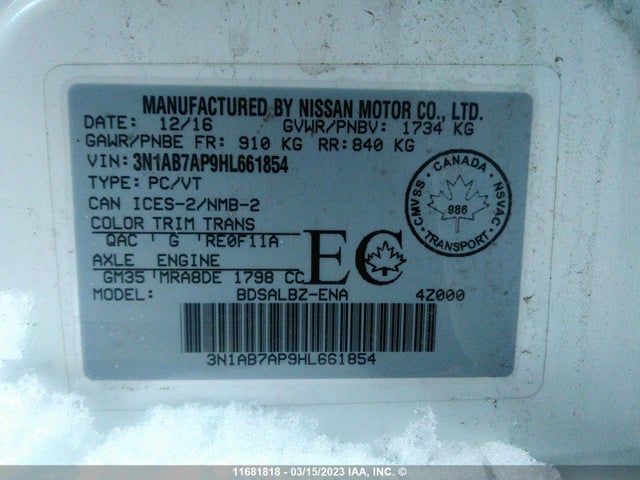 MANUFACTURED BY NISSAN MOTOR CO., LTD.
DATE: 12/16 GVWR/PNBV: 1734 KG
GAWR/PNBE FR: 910 KG RR: 840 KG
VIN: 3N1AB7AP9HL661854
TYPE: PC/VT
CAN ICES-2/NMB-2
COLOR TRIM TRANS
QAC G RE0F11A
AXLE ENGINE
GM35 MRA8DE 1798 CC
MODEL: BDSALBZ-ENA 4Z000
EC
CANADA
CMVSS
986
NSVAC
TRANSPORT
3N1AB7AP9HL661854
11681818 - 03/15/2023 IAA, Inc.